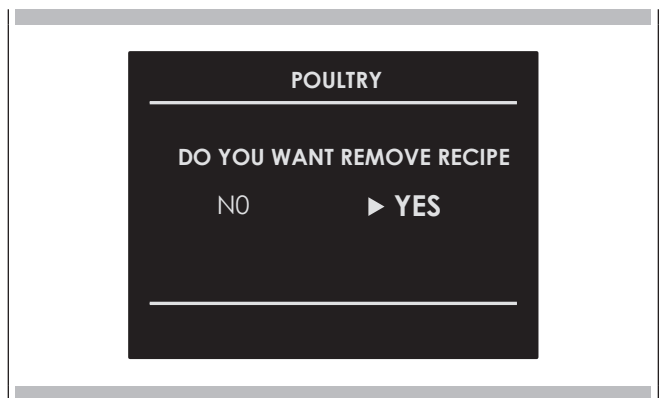 POULTRY
DO YOU WANT REMOVE RECIPE
N0 ▶ YES